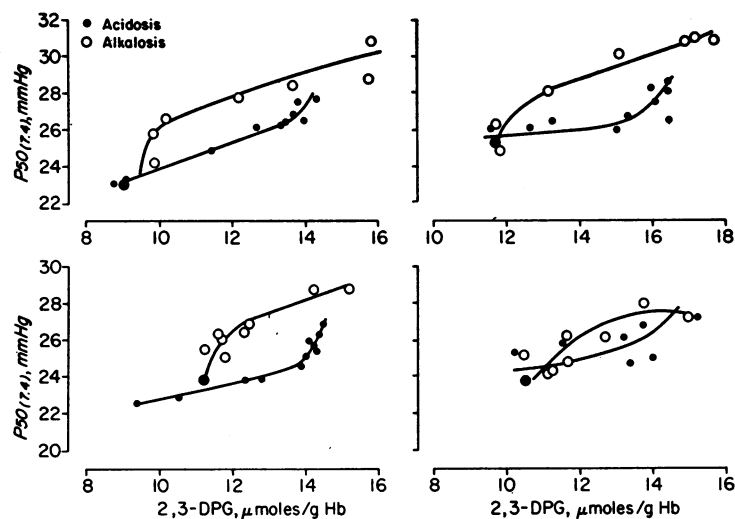 Acidosis
Alkalosis
P50(7.4), mmHg
32
30
28
26
24
22
8 10 12 14 16
10 12 14 16 18
P50(7.4), mmHg
30
28
26
24
22
20
8 10 12 14 16
8 10 12 14 16
2,3-DPG, μmoles/g Hb
2,3-DPG, μmoles/g Hb